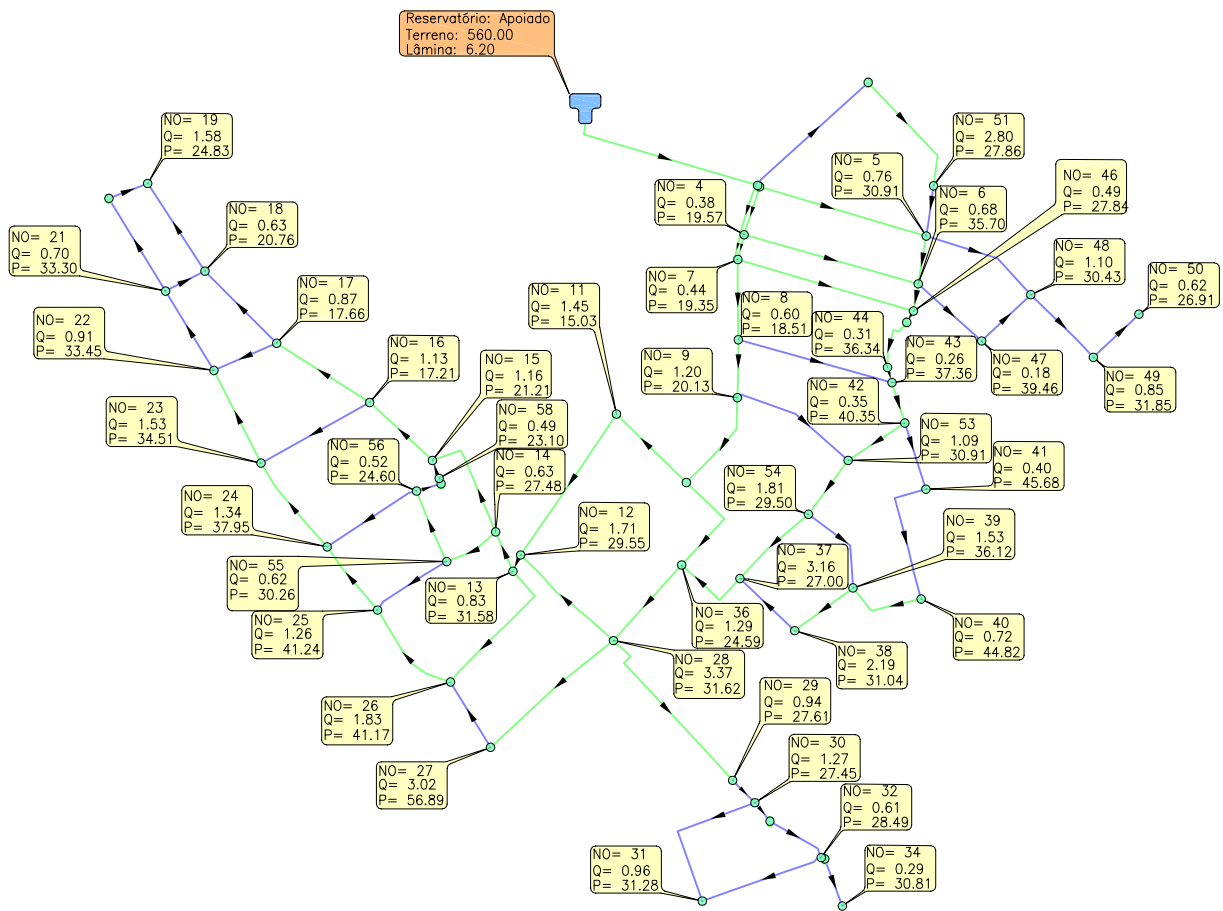 Reservatório: Apoiado
Terreno: 560.00
Lâmina: 6.20
NO= 19
Q= 1.58
P= 24.83
NO= 51
Q= 2.80
P= 27.86
NO= 5
Q= 0.76
P= 30.91
NO= 46
Q= 0.49
P= 27.84
NO= 4
Q= 0.38
P= 19.57
NO= 6
Q= 0.68
P= 35.70
NO= 18
Q= 0.63
P= 20.76
NO= 21
Q= 0.70
P= 33.30
NO= 48
Q= 1.10
P= 30.43
NO= 50
Q= 0.62
P= 26.91
NO= 7
Q= 0.44
P= 19.35
NO= 17
Q= 0.87
P= 17.66
NO= 11
Q= 1.45
P= 15.03
NO= 8
Q= 0.60
P= 18.51
NO= 22
Q= 0.91
P= 33.45
NO= 44
Q= 0.31
P= 36.34
NO= 16
Q= 1.13
P= 17.21
NO= 43
Q= 0.26
P= 37.36
NO= 9
Q= 1.20
P= 20.13
NO= 15
Q= 1.16
P= 21.21
NO= 47
Q= 0.18
P= 39.46
NO= 49
Q= 0.85
P= 31.85
NO= 42
Q= 0.35
P= 40.35
NO= 23
Q= 1.53
P= 34.51
NO= 58
Q= 0.49
P= 23.10
NO= 53
Q= 1.09
P= 30.91
NO= 56
Q= 0.52
P= 24.60
NO= 41
Q= 0.40
P= 45.68
NO= 14
Q= 0.63
P= 27.48
NO= 54
Q= 1.81
P= 29.50
NO= 24
Q= 1.34
P= 37.95
NO= 12
Q= 1.71
P= 29.55
NO= 39
Q= 1.53
P= 36.12
NO= 37
Q= 3.16
P= 27.00
NO= 55
Q= 0.62
P= 30.26
NO= 13
Q= 0.83
P= 31.58
NO= 36
Q= 1.29
P= 24.59
NO= 25
Q= 1.26
P= 41.24
NO= 40
Q= 0.72
P= 44.82
NO= 38
Q= 2.19
P= 31.04
NO= 28
Q= 3.37
P= 31.62
NO= 29
Q= 0.94
P= 27.61
NO= 26
Q= 1.83
P= 41.17
NO= 30
Q= 1.27
P= 27.45
NO= 27
Q= 3.02
P= 56.89
NO= 32
Q= 0.61
P= 28.49
NO= 31
Q= 0.96
P= 31.28
NO= 34
Q= 0.29
P= 30.81